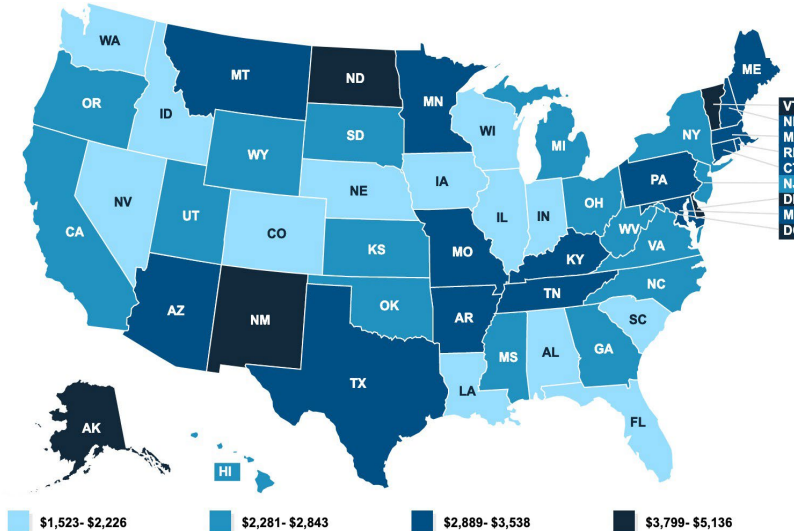 WA
MT
ND
MN
ME
OR
ID
SD
WI
MI
NY
WY
NV
UT
CO
NE
IA
IL
IN
OH
PA
WV
VA
CA
KS
MO
KY
NC
TN
AZ
NM
OK
AR
SC
MS
AL
GA
TX
LA
FL
AK
HI
NJ
$1,523- $2,226
$2,281- $2,843
$2,889- $3,538
$3,799- $5,136